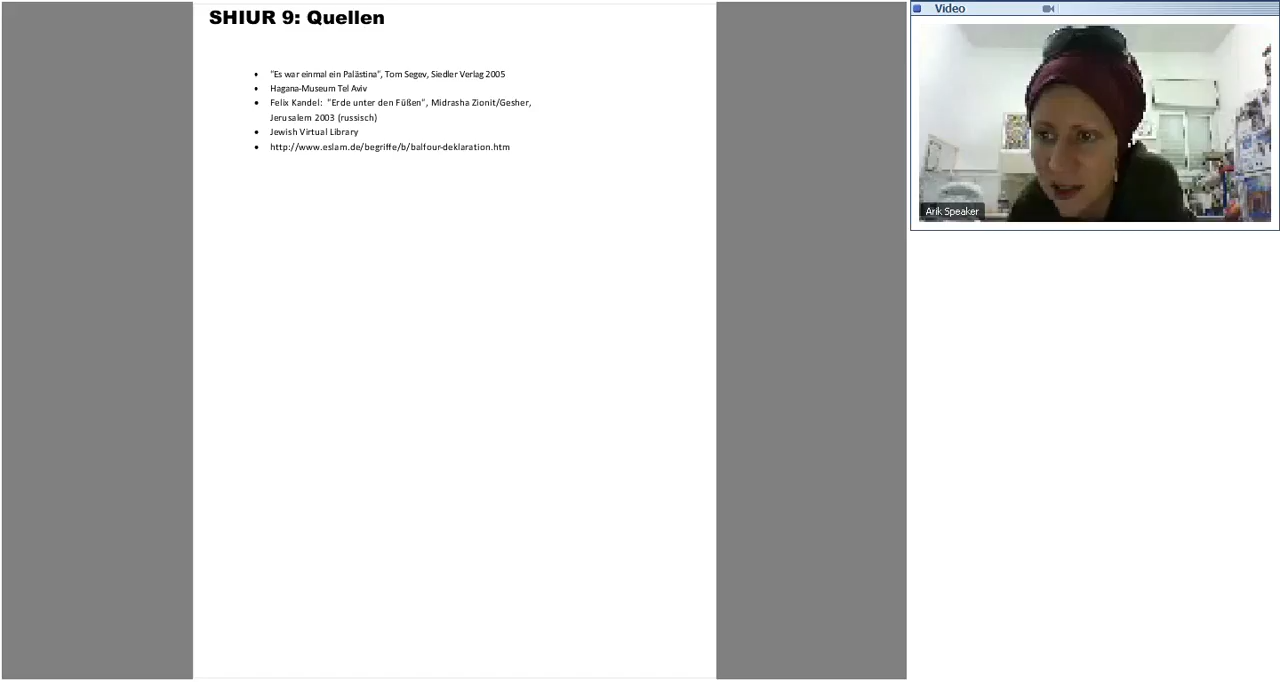 SHIUR 9: Quellen
• "Es war einmal ein Palästina", Tom Segev, Siedler Verlag 2005
• Hagana-Museum Tel Aviv
• Felix Kandel: "Erde unter den Füßen", Midrasha Zionit/Gesher,
Jerusalem 2003 (russisch)
• Jewish Virtual Library
• http://www.eslam.de/begriffe/b/balfour-deklaration.htm
Video
Arik Speaker